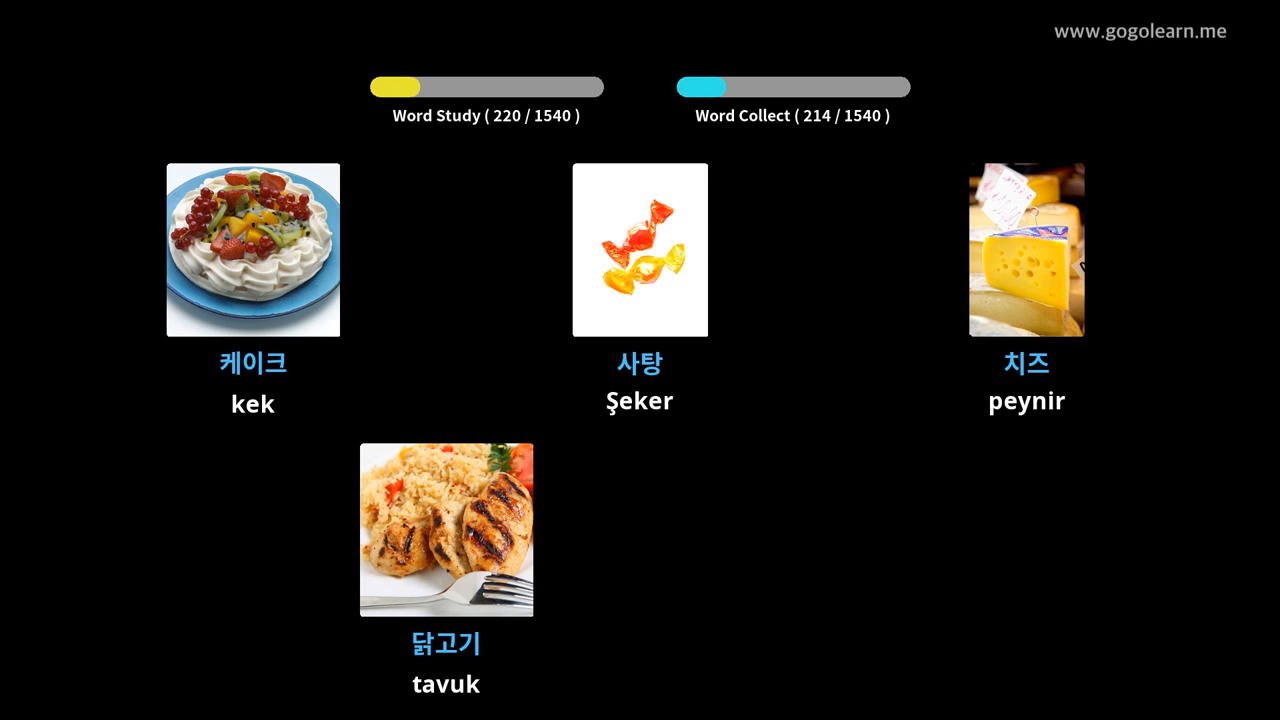 www.gogolearn.me
Word Study ( 220 / 1540 )
Word Collect ( 214 / 1540 )
케이크
kek
사탕
Şeker
치즈
peynir
닭고기
tavuk